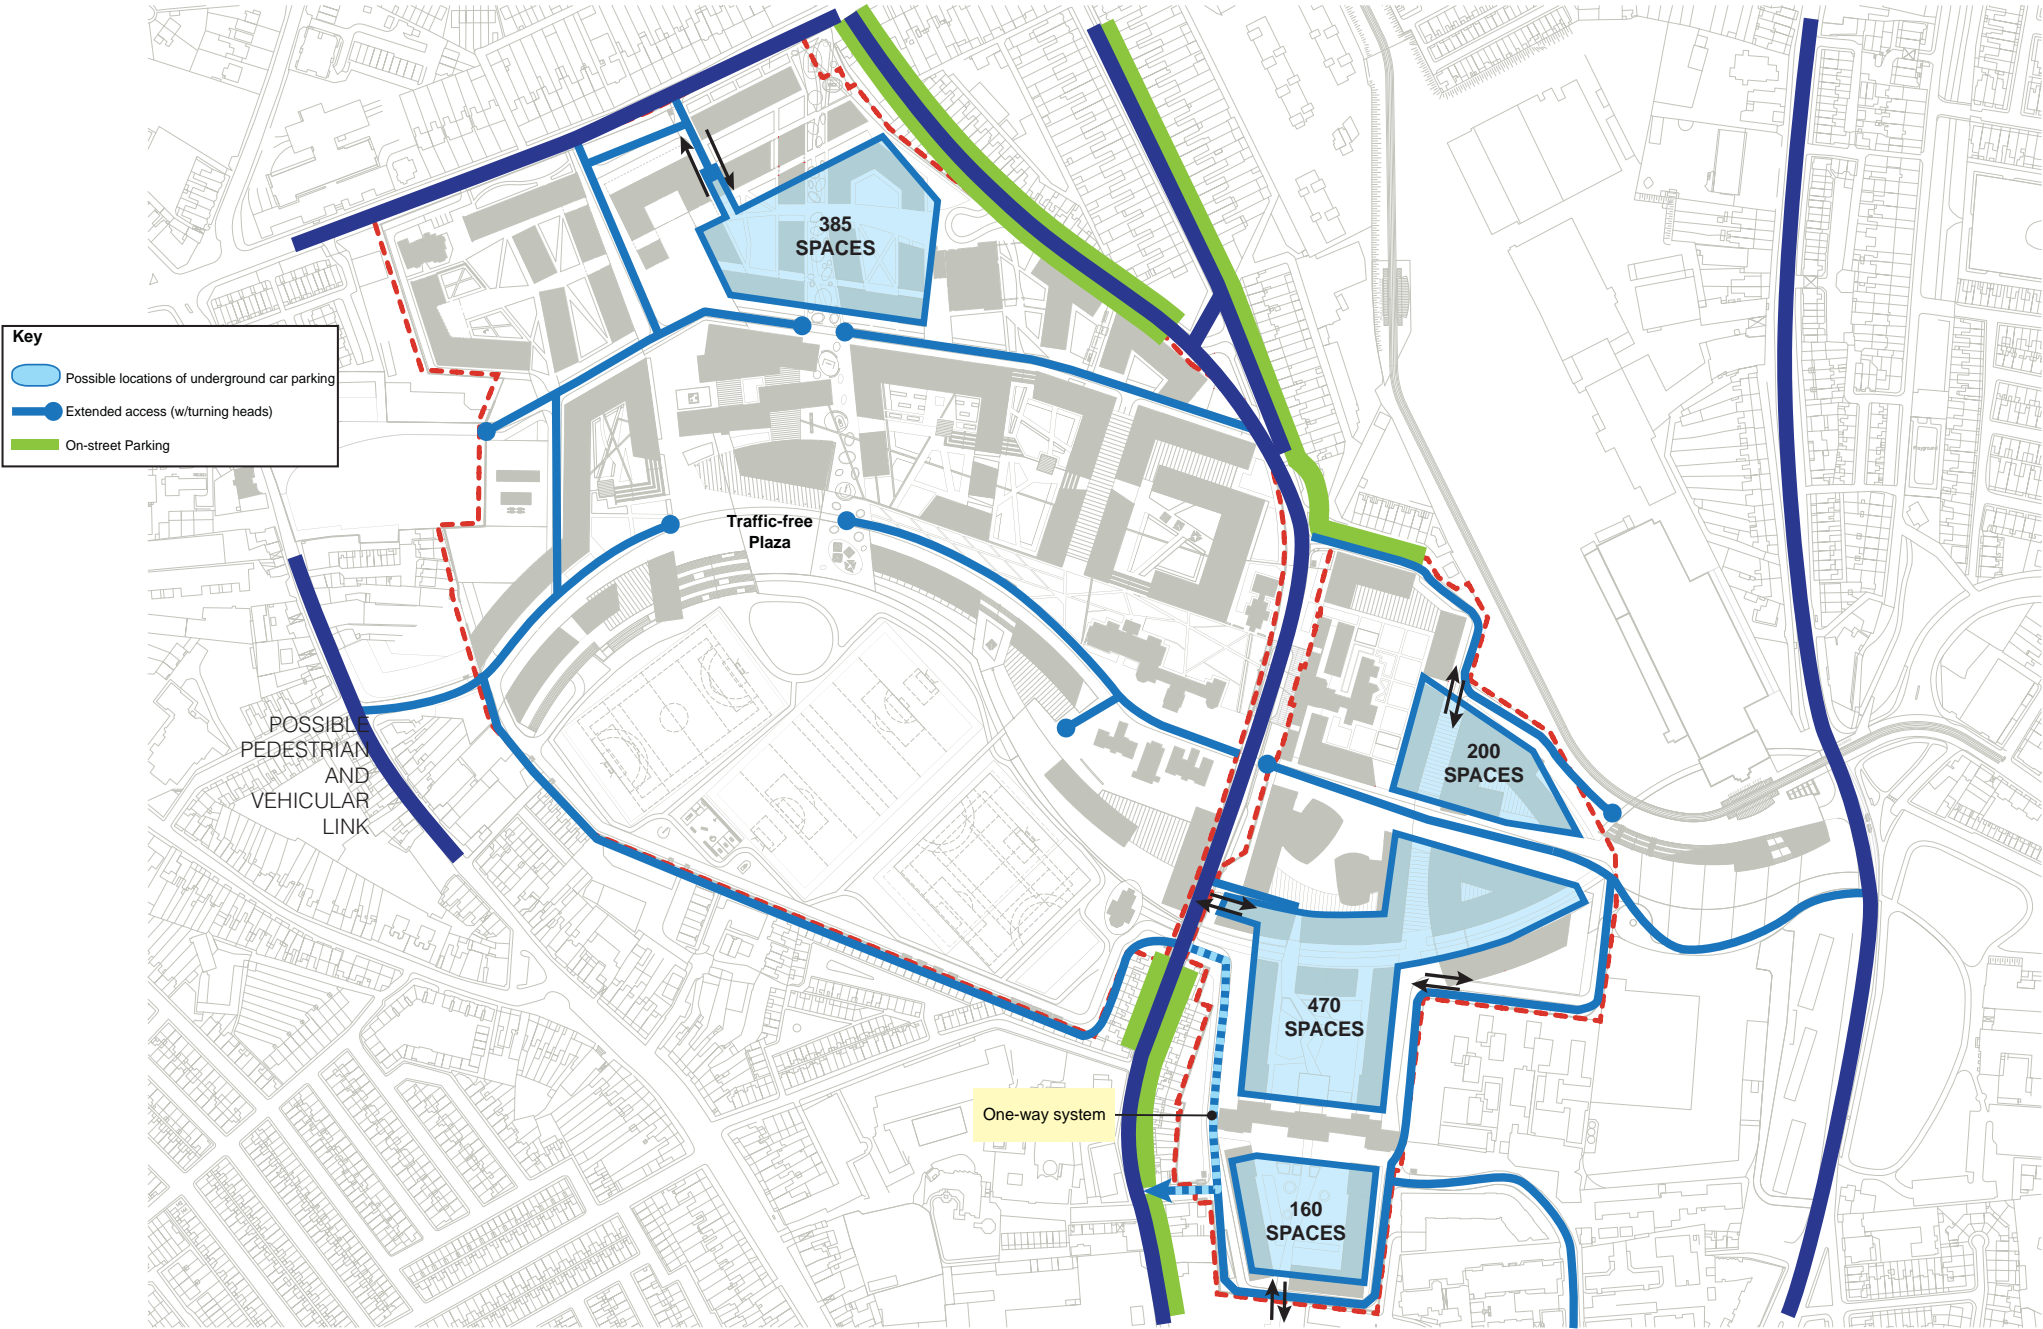 385
SPACES
Key
Possible locations of underground car parking
Extended access (w/turning heads)
On-street Parking
Traffic-free
Plaza
POSSIBLE
PEDESTRIAN
AND
VEHICULAR
LINK
200
SPACES
470
SPACES
One-way system
160
SPACES
Playground